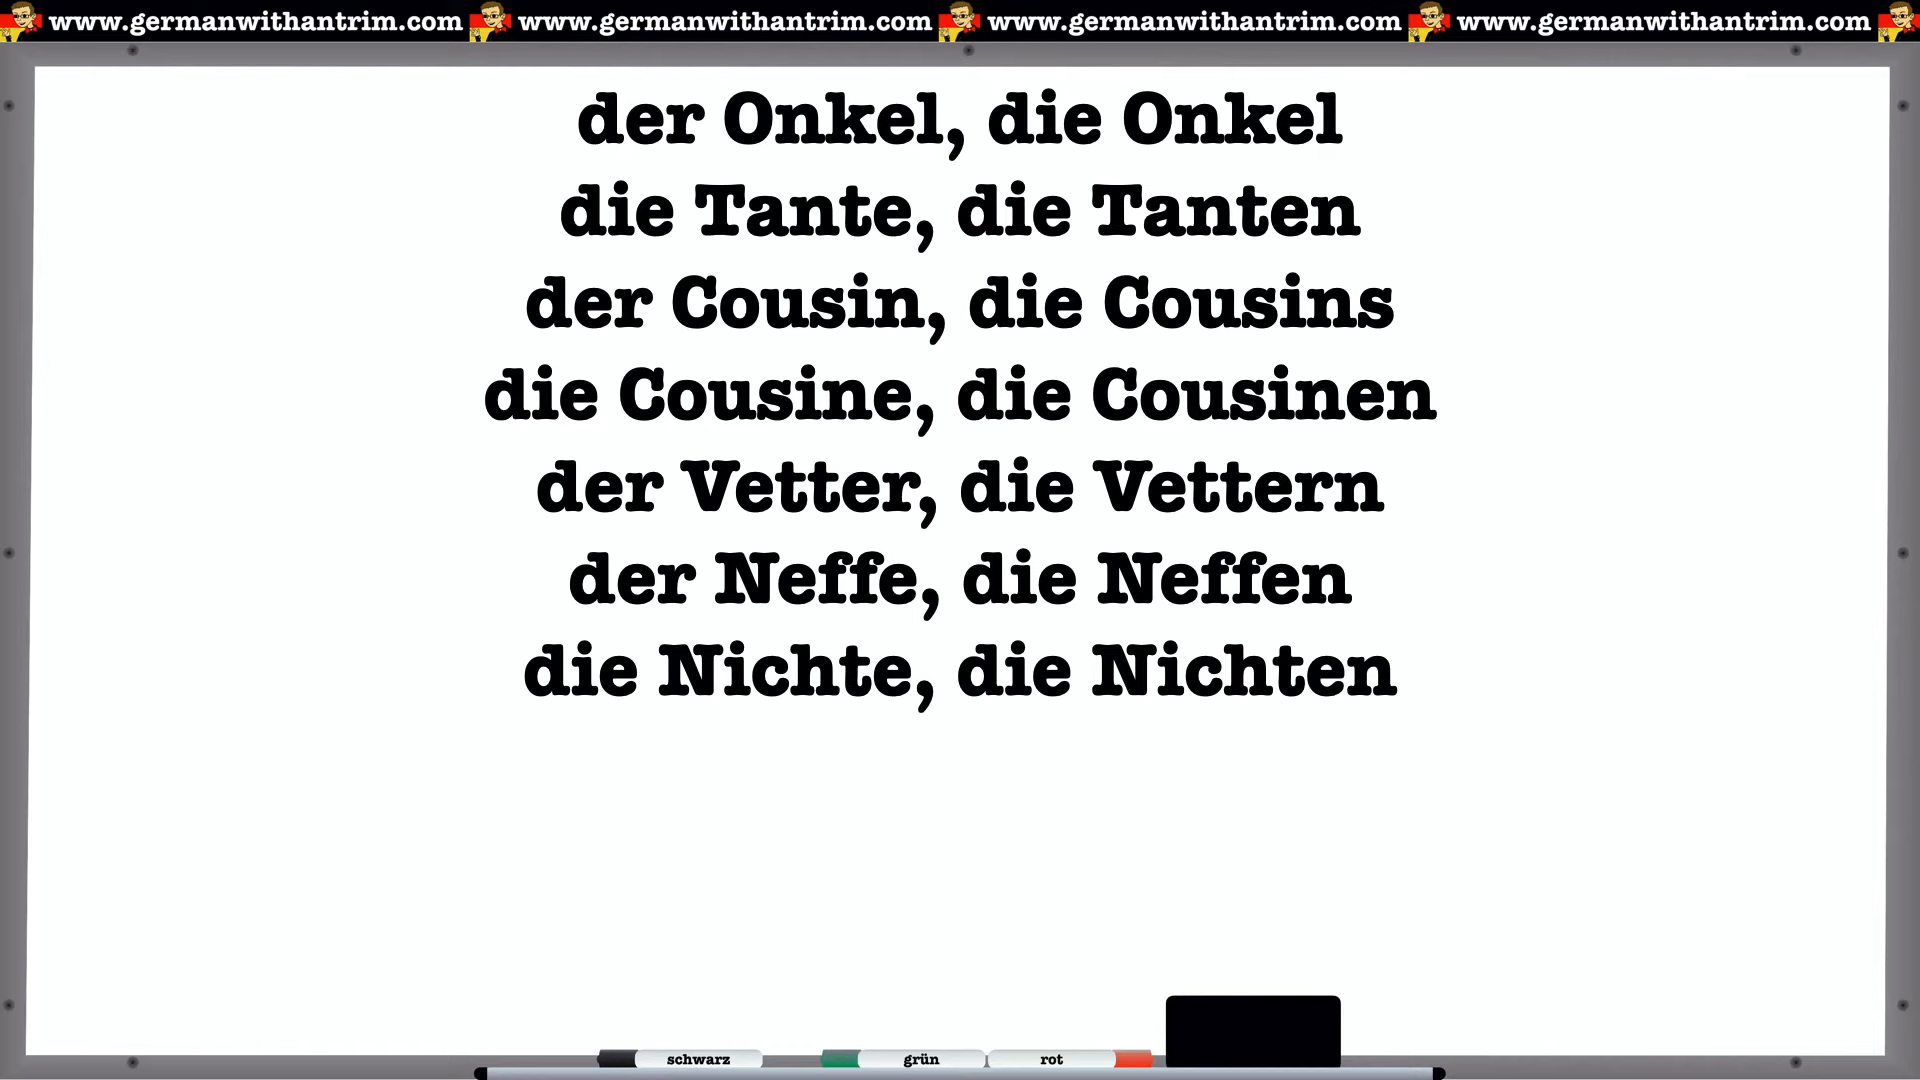 www.germanwithantrim.com www.germanwithantrim.com www.germanwithantrim.com www.germanwithantrim.com
der Onkel, die Onkel
die Tante, die Tanten
der Cousin, die Cousins
die Cousine, die Cousinen
der Vetter, die Vettern
der Neffe, die Neffen
die Nichte, die Nichten
schwarz grün rot